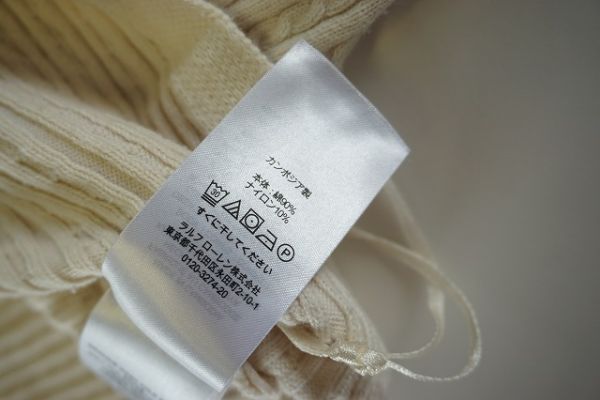 カンボジア製
本体：綿90%
ナイロン10%
30 P
すぐに干してください
ラルフ ローレン株式会社
東京都千代田区永田町2-10-1
0120-3274-20